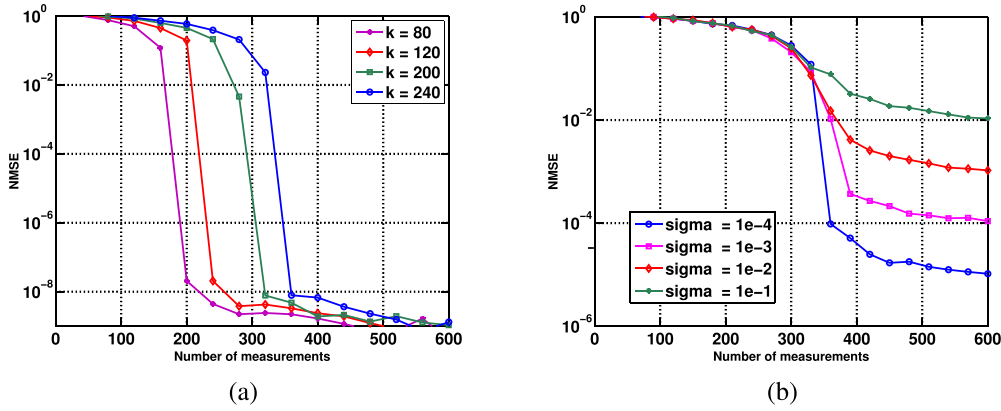 10^0
10^−2
10^−4
10^−6
10^−8
NMSE
0 100 200 300 400 500 600
Number of measurements
k = 80
k = 120
k = 200
k = 240
(a)
10^0
10^−2
10^−4
10^−6
NMSE
0 100 200 300 400 500 600
Number of measurements
sigma = 1e−4
sigma = 1e−3
sigma = 1e−2
sigma = 1e−1
(b)